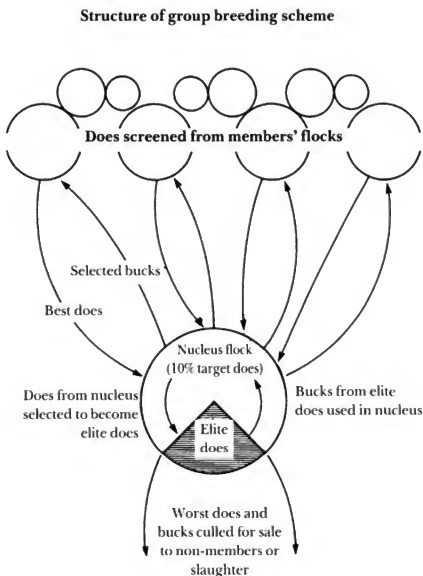 Structure of group breeding scheme
Does screened from members' flocks
Selected bucks
Best does
Nucleus flock
(10% target does)
Does from nucleus
selected to become
elite does
Bucks from elite
does used in nucleus
Elite
does
Worst does and
bucks culled for sale
to non-members or
slaughter